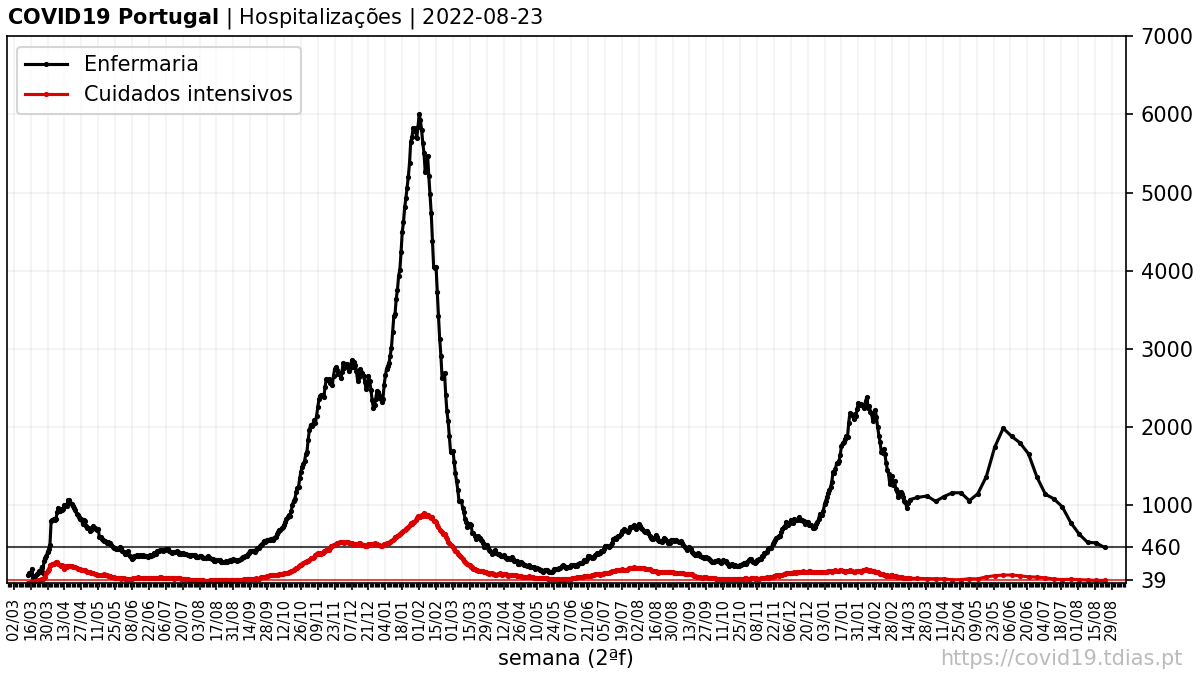 COVID19 Portugal | Hospitalizações | 2022-08-23
Enfermaria
Cuidados intensivos
7000
6000
5000
4000
3000
2000
1000
460
39
02/03 16/03 30/03 13/04 27/04 11/05 25/05 08/06 22/06 06/07 20/07 03/08 17/08 31/08 14/09 28/09 12/10 26/10 09/11 23/11 07/12 21/12 04/01 18/01 01/02 15/02 01/03 15/03 29/03 12/04 26/04 10/05 24/05 07/06 21/06 05/07 19/07 02/08 16/08 30/08 13/09 27/09 11/10 25/10 08/11 22/11 06/12 20/12 03/01 17/01 31/01 14/02 28/02 14/03 28/03 11/04 25/04 09/05 23/05 06/06 20/06 04/07 18/07 01/08 15/08 29/08
semana (2ªf)
https://covid19.tdias.pt